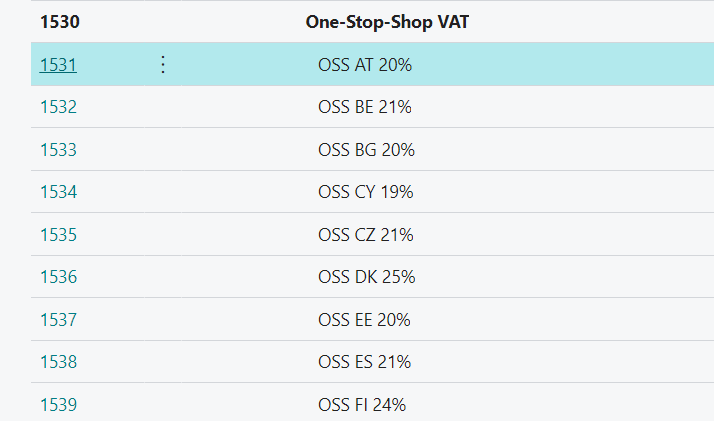 1530 One-Stop-Shop VAT
1531 OSS AT 20%
1532 OSS BE 21%
1533 OSS BG 20%
1534 OSS CY 19%
1535 OSS CZ 21%
1536 OSS DK 25%
1537 OSS EE 20%
1538 OSS ES 21%
1539 OSS FI 24%